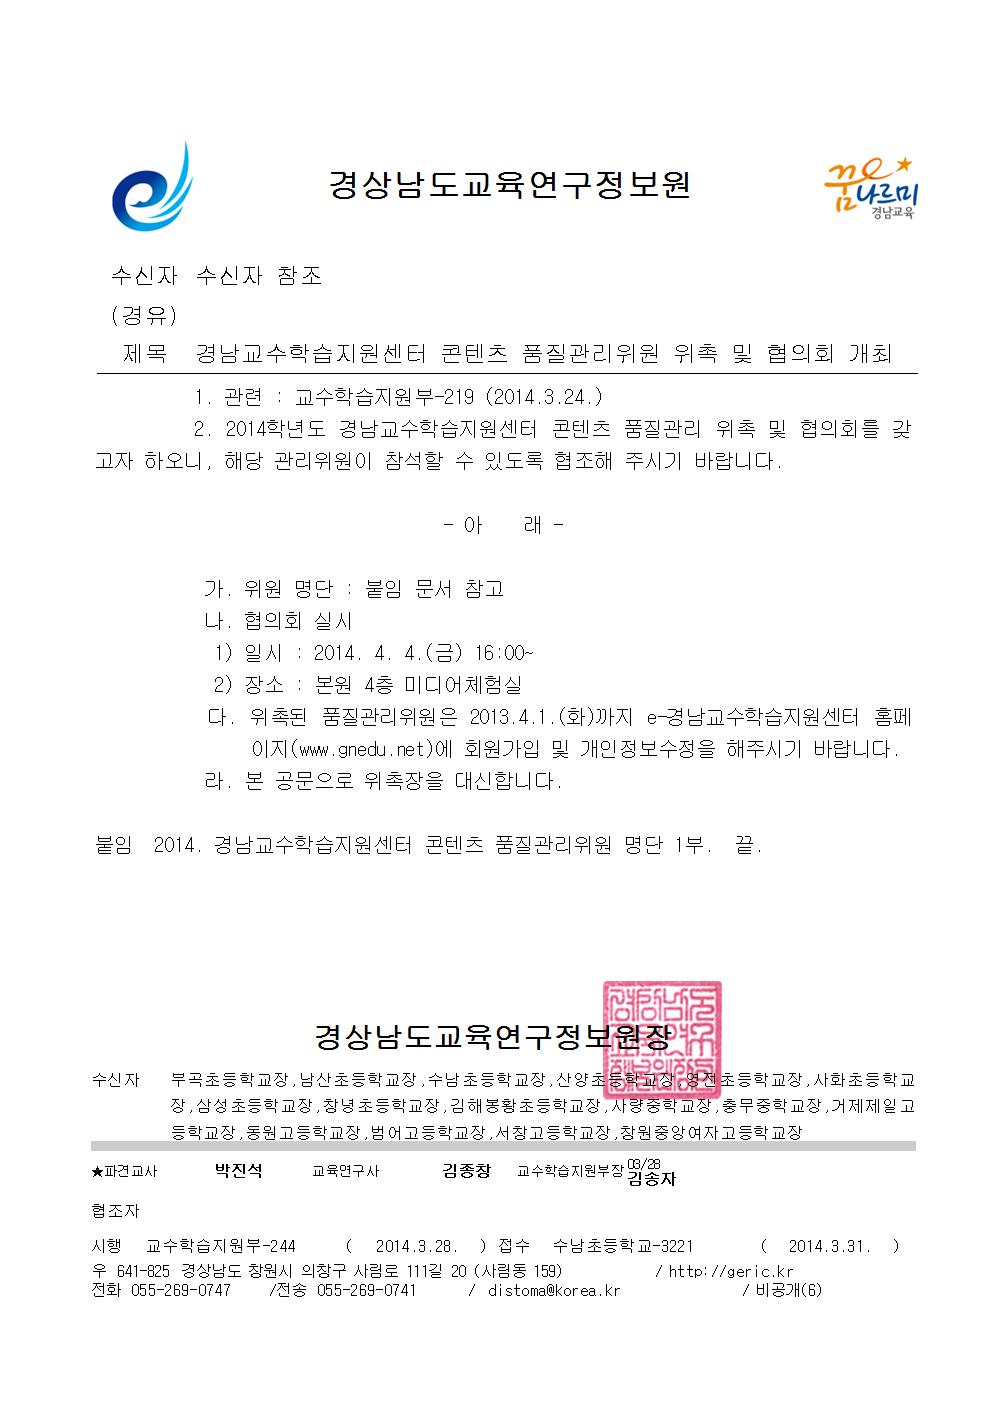 경상남도교육연구정보원
꿈나르미
경남교육
수신자 수신자 참조
(경유)
제목 경남교수학습지원센터 콘텐츠 품질관리위원 위촉 및 협의회 개최
1. 관련 : 교수학습지원부-219 (2014.3.24.)
2. 2014학년도 경남교수학습지원센터 콘텐츠 품질관리 위촉 및 협의회를 갖
고자 하오니, 해당 관리위원이 참석할 수 있도록 협조해 주시기 바랍니다.
- 아 래 -
가. 위원 명단 : 붙임 문서 참고
나. 협의회 실시
1) 일시 : 2014. 4. 4.(금) 16:00~
2) 장소 : 본원 4층 미디어체험실
다. 위촉된 품질관리위원은 2013.4.1.(화)까지 e-경남교수학습지원센터 홈페
이지(www.gnedu.net)에 회원가입 및 개인정보수정을 해주시기 바랍니다.
라. 본 공문으로 위촉장을 대신합니다.
붙임 2014. 경남교수학습지원센터 콘텐츠 품질관리위원 명단 1부. 끝.
경상남도교육연구정보원장
수신자 부곡초등학교장,남산초등학교장,수남초등학교장,산양초등학교장,영천초등학교장,사화초등학교
장,삼성초등학교장,창녕초등학교장,김해봉황초등학교장,사량중학교장,충무중학교장,거제제일고
등학교장,동원고등학교장,범어고등학교장,서창고등학교장,창원중앙여자고등학교장
★파견교사 박진석 교육연구사 김종창 교수학습지원부장 03/28 김송자
협조자
시행 교수학습지원부-244 ( 2014.3.28. ) 접수 수남초등학교-3221 ( 2014.3.31. )
우 641-825 경상남도 창원시 의창구 사림로 111길 20 (사림동 159) / http://geric.kr
전화 055-269-0747 /전송 055-269-0741 / distoma@korea.kr / 비공개(6)